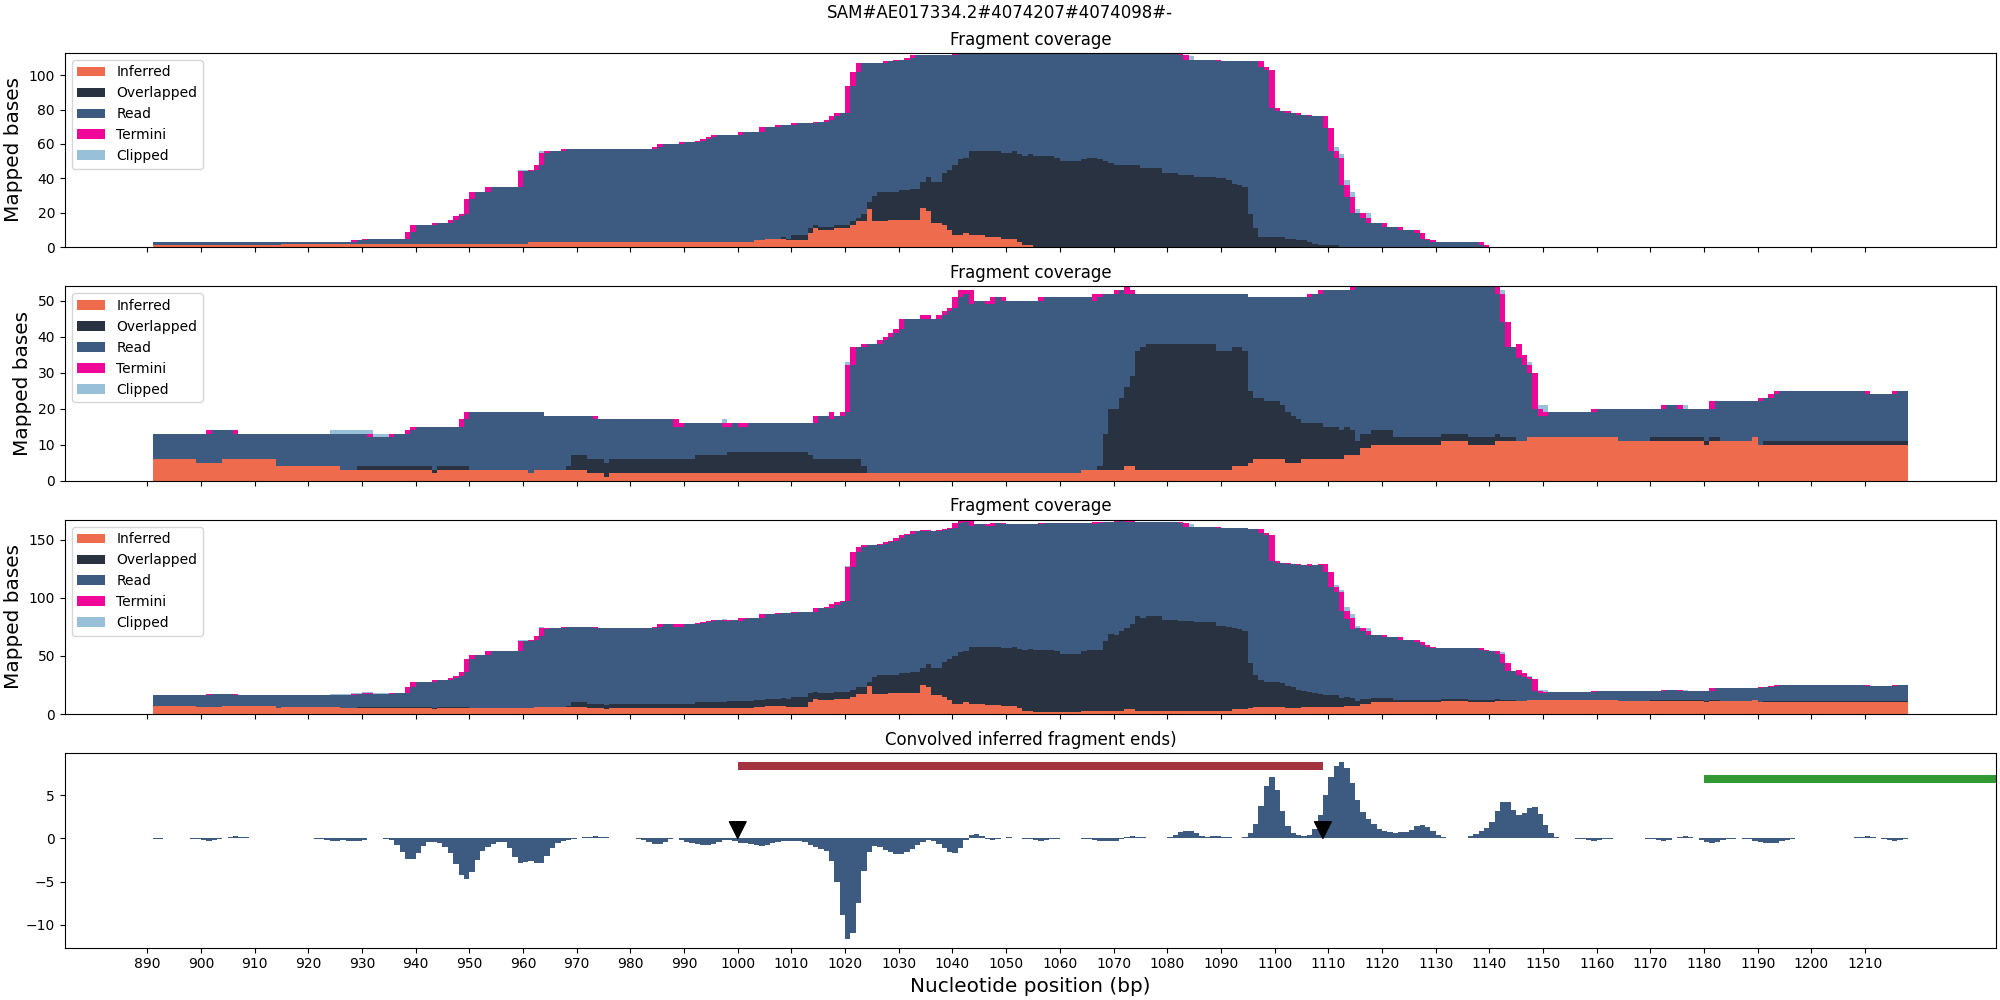 SAM#AE017334.2#4074207#4074098#-
Fragment coverage
Mapped bases
100
80
60
40
20
0
Inferred
Overlapped
Read
Termini
Clipped
Fragment coverage
Mapped bases
50
40
30
20
10
0
Inferred
Overlapped
Read
Termini
Clipped
Fragment coverage
Mapped bases
150
100
50
0
Inferred
Overlapped
Read
Termini
Clipped
Convolved inferred fragment ends)
5
0
−5
−10
890 900 910 920 930 940 950 960 970 980 990 1000 1010 1020 1030 1040 1050 1060 1070 1080 1090 1100 1110 1120 1130 1140 1150 1160 1170 1180 1190 1200 1210
Nucleotide position (bp)